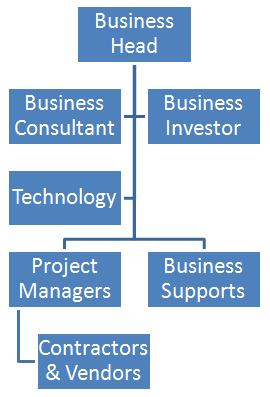 Business
Head
Business
Consultant
Business
Investor
Technology
Project
Managers
Business
Supports
Contractors
& Vendors